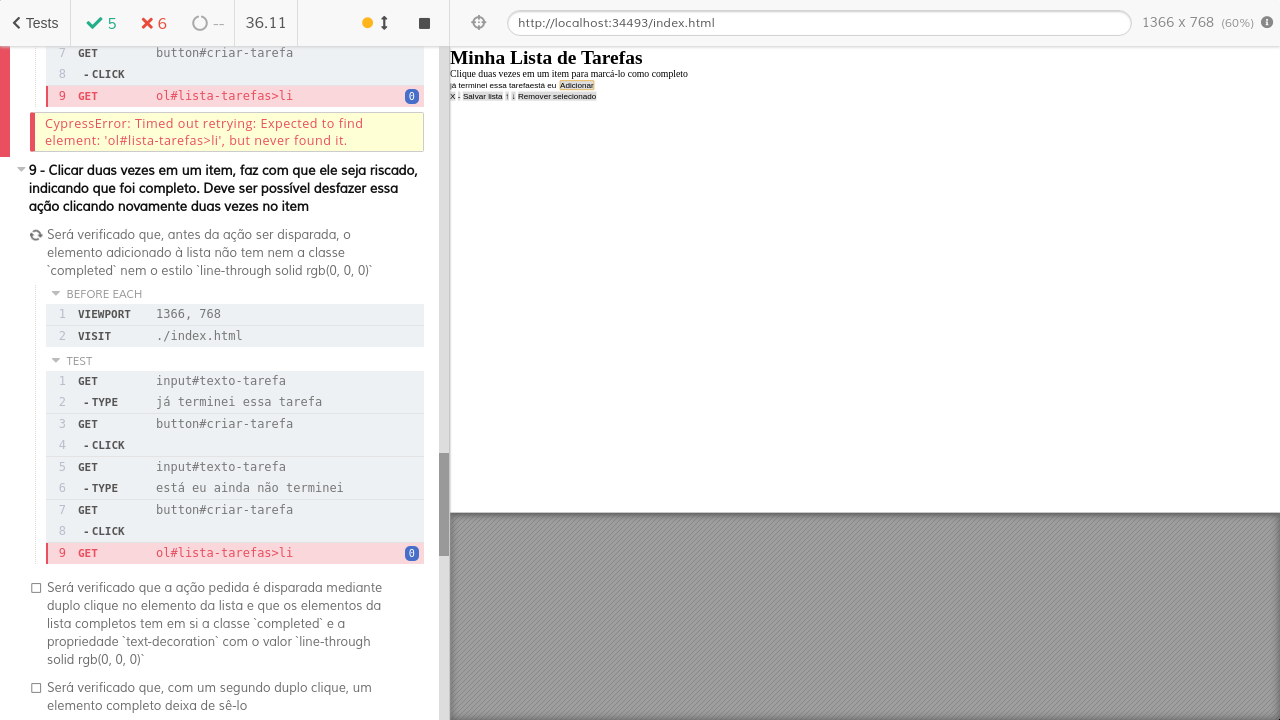 Tests
5
6
--
36.11
7 GET button#criar-tarefa
8 -CLICK
9 GET ol#lista-tarefas>li 0
CypressError: Timed out retrying: Expected to find
element: 'ol#lista-tarefas>li', but never found it.
9 - Clicar duas vezes em um item, faz com que ele seja riscado,
indicando que foi completo. Deve ser possível desfazer essa
ação clicando novamente duas vezes no item
Será verificado que, antes da ação ser disparada, o
elemento adicionado à lista não tem nem a classe
`completed` nem o estilo `line-through solid rgb(0, 0, 0)`
BEFORE EACH
1 VIEWPORT 1366, 768
2 VISIT ./index.html
TEST
1 GET input#texto-tarefa
2 -TYPE já terminei essa tarefa
3 GET button#criar-tarefa
4 -CLICK
5 GET input#texto-tarefa
6 -TYPE está eu ainda não terminei
7 GET button#criar-tarefa
8 -CLICK
9 GET ol#lista-tarefas>li 0
Será verificado que a ação pedida é disparada mediante
duplo clique no elemento da lista e que os elementos da
lista completos tem em si a classe `completed` e a
propriedade `text-decoration` com o valor `line-through
solid rgb(0, 0, 0)`
Será verificado que, com um segundo duplo clique, um
elemento completo deixa de sê-lo
http://localhost:34493/index.html
1366 x 768 (60%)
Minha Lista de Tarefas
Clique duas vezes em um item para marcá-lo como completo
já terminei essa tarefaestá eu Adicionar
X - Salvar lista ↑ ↓ Remover selecionado